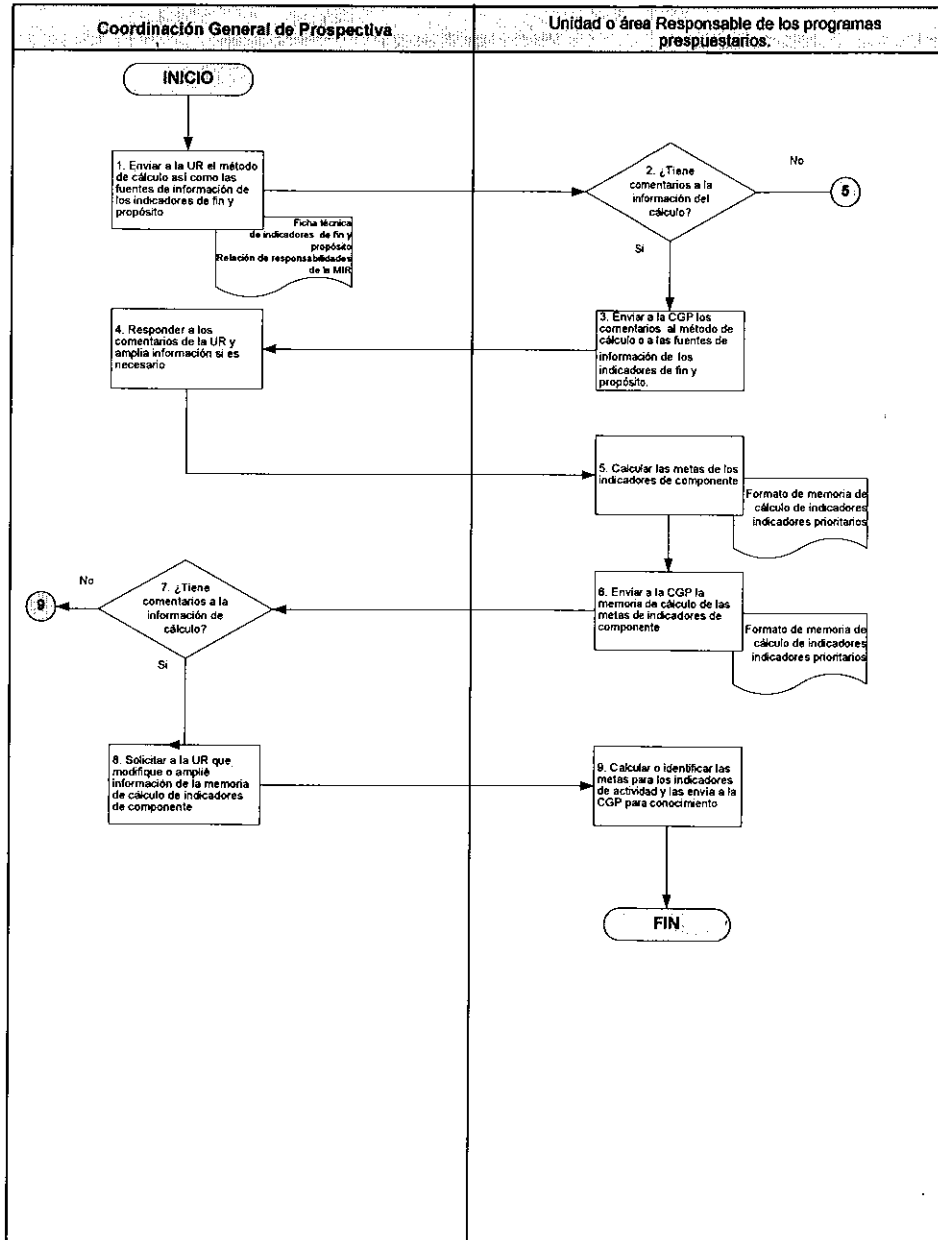 Coordinación General de Prospectiva
Unidad o área Responsable de los programas
prespuestarios.
INICIO
1. Enviar a la UR el método
de cálculo así como las
fuentes de información de
los indicadores de fin y
propósito
Ficha técnica
de indicadores de fin y
propósito
Relación de responsabilidades
de la MIR
2. ¿Tiene
comentarios a la
información del
cálculo?
No
5
Si
3. Enviar a la CGP los
comentarios al método de
cálculo o a las fuentes de
información de los
indicadores de fin y
propósito.
4. Responder a los
comentarios de la UR y
amplia información si es
necesario
5. Calcular las metas de los
indicadores de componente
Formato de memoria de
cálculo de indicadores
indicadores prioritarios
6. Enviar a la CGP la
memoria de cálculo de las
metas de indicadores de
componente
Formato de memoria de
cálculo de indicadores
indicadores prioritarios
7. ¿Tiene
comentarios a la
información de
cálculo?
No
9
Si
8. Solicitar a la UR que
modifique o amplié
información de la memoria
de cálculo de indicadores
de componente
9. Calcular o identificar las
metas para los indicadores
de actividad y las envia a la
CGP para conocimiento
FIN